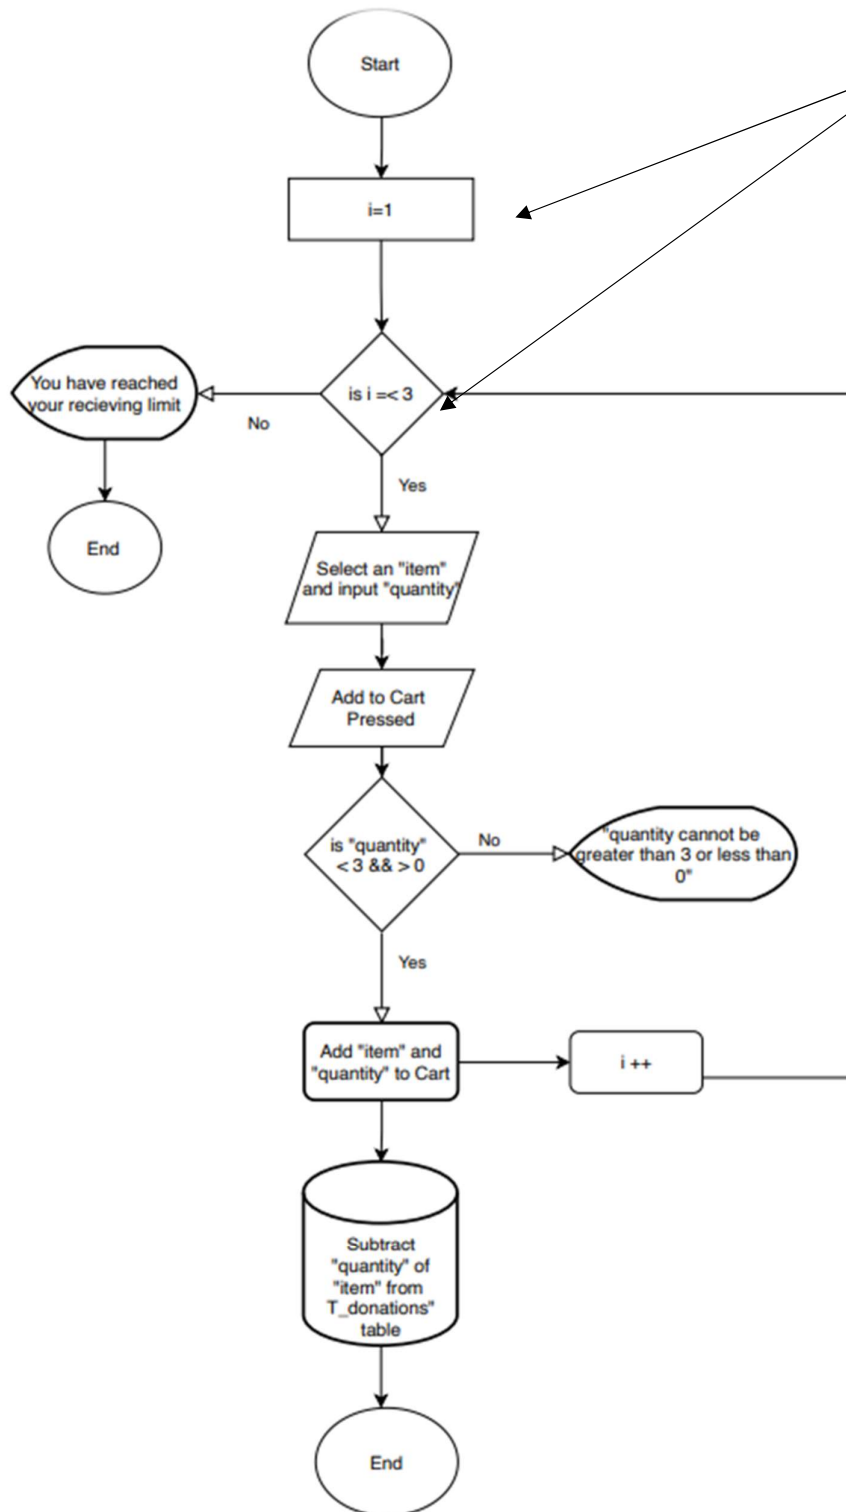 Start
i=1
is i =< 3
You have reached
your recieving limit
No
End
Yes
Select an "item"
and input "quantity"
Add to Cart
Pressed
is "quantity"
< 3 && > 0
No
"quantity cannot be
greater than 3 or less than
0"
Yes
Add "item" and
"quantity" to Cart
i ++
Subtract
"quantity" of
"item" from
T_donations"
table
End